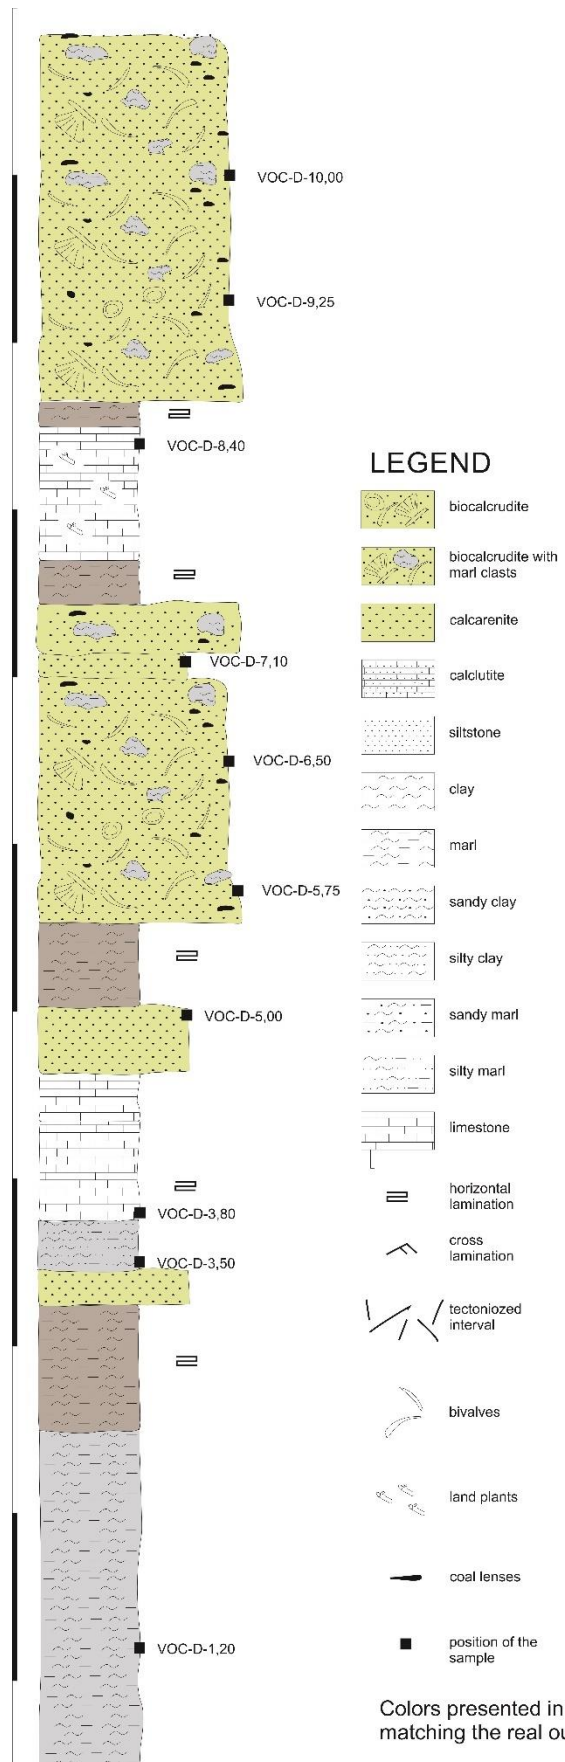 VOC-D-10,00
VOC-D-9,25
VOC-D-8,40
VOC-D-7,10
VOC-D-6,50
VOC-D-5,75
VOC-D-5,00
VOC-D-3,80
VOC-D-3,50
VOC-D-1,20
LEGEND
biocalcrudite
biocalcrudite with
marl clasts
calcarenite
calclutite
siltstone
clay
marl
sandy clay
silty clay
sandy marl
silty marl
limestone
horizontal
lamination
cross
lamination
tectoniozed
interval
bivalves
land plants
coal lenses
position of the
sample
Colors presented in
matching the real ou